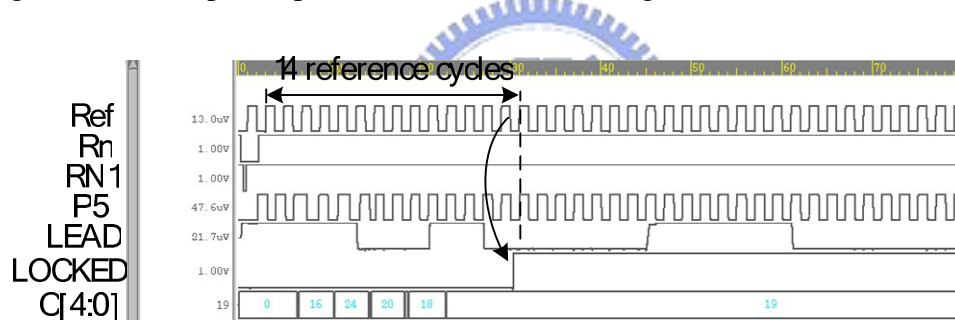 0 30 40 50 60 70
14 reference cycles
Ref 13.0uV
Rn 1.00V
RN1 1.00V
P5 47.6uV
LEAD 21.7uV
LOCKED 1.00V
C[4:0] 19 0 16 24 20 18 19